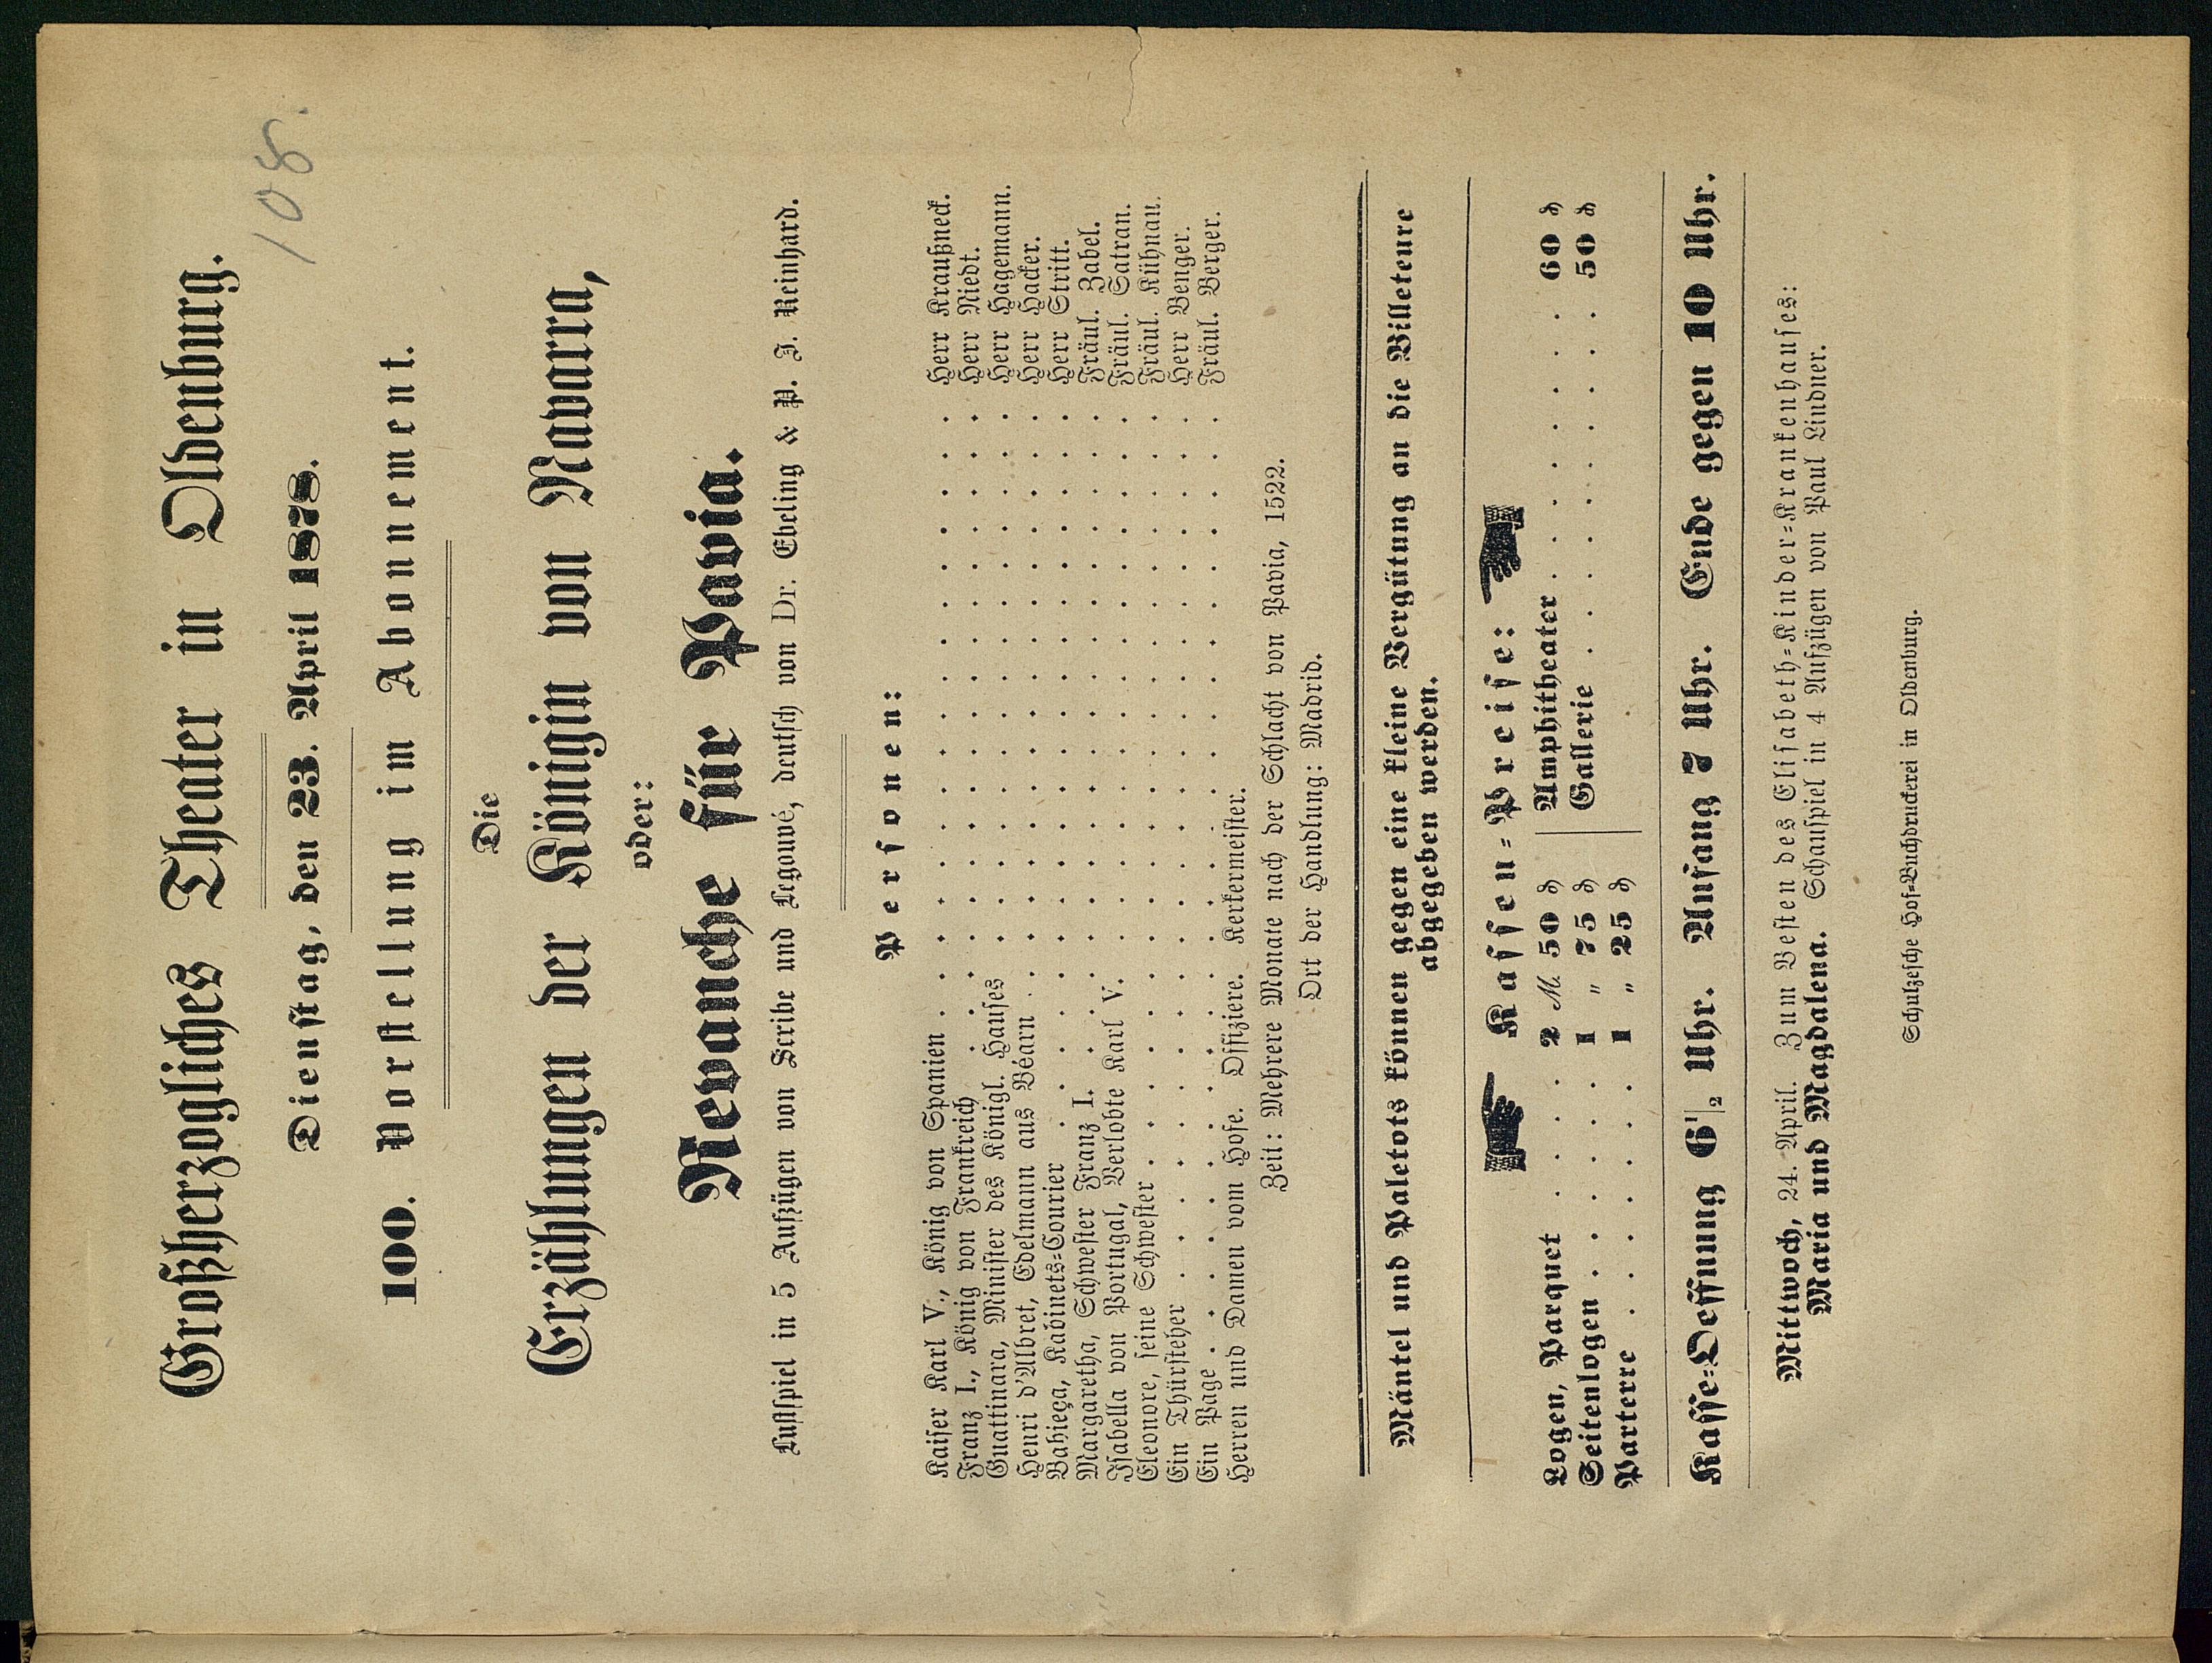 Großherzogliches Theater in Oldenburg.
108.
Dienstag, den 23. April 1878.
100. Vorstellung im Abonnement.
Die
Erzählungen der Königin von Navarra,
oder:
Revanche für Pavia.
Lustspiel in 5 Aufzügen von Scribe und Legouwé, deutsch von Dr. Ebeling & P. J. Reinhard.
Personen:
Kaiser Karl V., König von Spanien . . . . . . . . . . . . . . . Herr Kraußneck.
Franz I., König von Frankreich . . . . . . . . . . . . . . . Herr Niedt.
Guattinara, Minister des Königl. Hauses . . . . . . . . . . . . . . . Herr Hagemann.
Henri d'Albret, Edelmann aus Béarn . . . . . . . . . . . . . . . Herr Hacker.
Babieça, Kabinets=Courier . . . . . . . . . . . . . . . Herr Stritt.
Margaretha, Schwester Franz I. . . . . . . . . . . . . . . . Fräul. Zabel.
Isabella von Portugal, Verlobte Karl V. . . . . . . . . . . . . . . . Fräul. Satran.
Eleonore, seine Schwester . . . . . . . . . . . . . . . Fräul. Kühnau.
Ein Thürsteher . . . . . . . . . . . . . . . Herr Benger.
Ein Page . . . . . . . . . . . . . . . Fräul. Berger.
Herren und Damen vom Hofe. Offiziere. Kerkermeister.
Zeit: Mehrere Monate nach der Schlacht von Pavia, 1522.
Ort der Handlung: Madrid.
Mäntel und Paletots können gegen eine kleine Vergütung an die Billeteure
abgegeben werden.
Kassen=Preise:
Logen, Parquet . . . . 2 M. 50 ₰ Amphitheater . . . . . . . . 60 ₰
Seitenlogen . . . . . 1 " 75 ₰ Gallerie . . . . . . . . . . 50 ₰
Parterre . . . . . . 1 " 25 ₰
Kasse=Oeffnung 6 1/2 Uhr. Anfang 7 Uhr. Ende gegen 10 Uhr.
Mittwoch, 24. April. Zum Besten des Elisabeth=Kinder=Krankenhauses:
Maria und Magdalena. Schauspiel in 4 Aufzügen von Paul Lindner.
Schulzesche Hof=Buchdruckerei in Oldenburg.